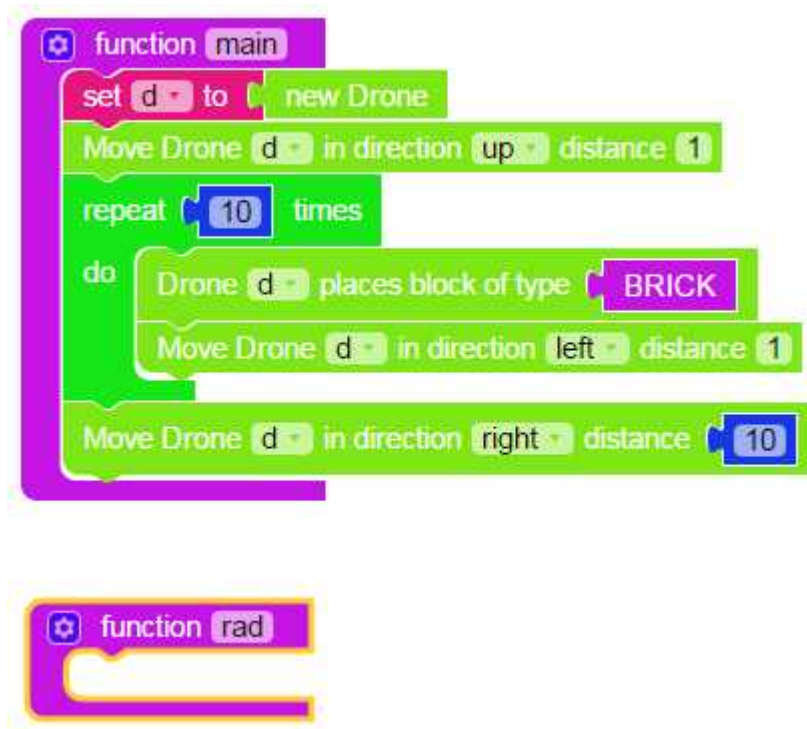 function main
set d to new Drone
Move Drone d in direction up distance 1
repeat 10 times
do Drone d places block of type BRICK
Move Drone d in direction left distance 1
Move Drone d in direction right distance 10
function rad